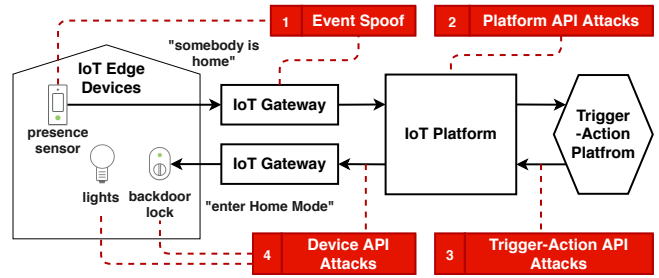 1 Event Spoof
2 Platform API Attacks
"somebody is
home"
IoT Edge
Devices
IoT Gateway
IoT Platform
Trigger
-Action
Platfrom
presence
sensor
IoT Gateway
lights
backdoor
lock
"enter Home Mode"
4 Device API
Attacks
3 Trigger-Action API
Attacks